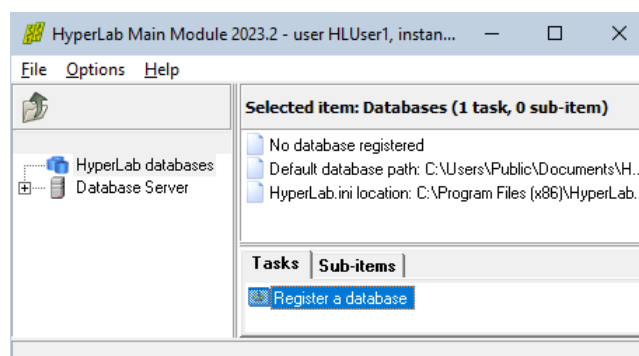 HyperLab Main Module 2023.2 - user HLUser1, instan...
File Options Help
Selected item: Databases (1 task, 0 sub-item)
No database registered
Default database path: C:\Users\Public\Documents\H...
HyperLab.ini location: C:\Program Files (x86)\HyperLab...
HyperLab databases
Database Server
Tasks Sub-items
Register a database